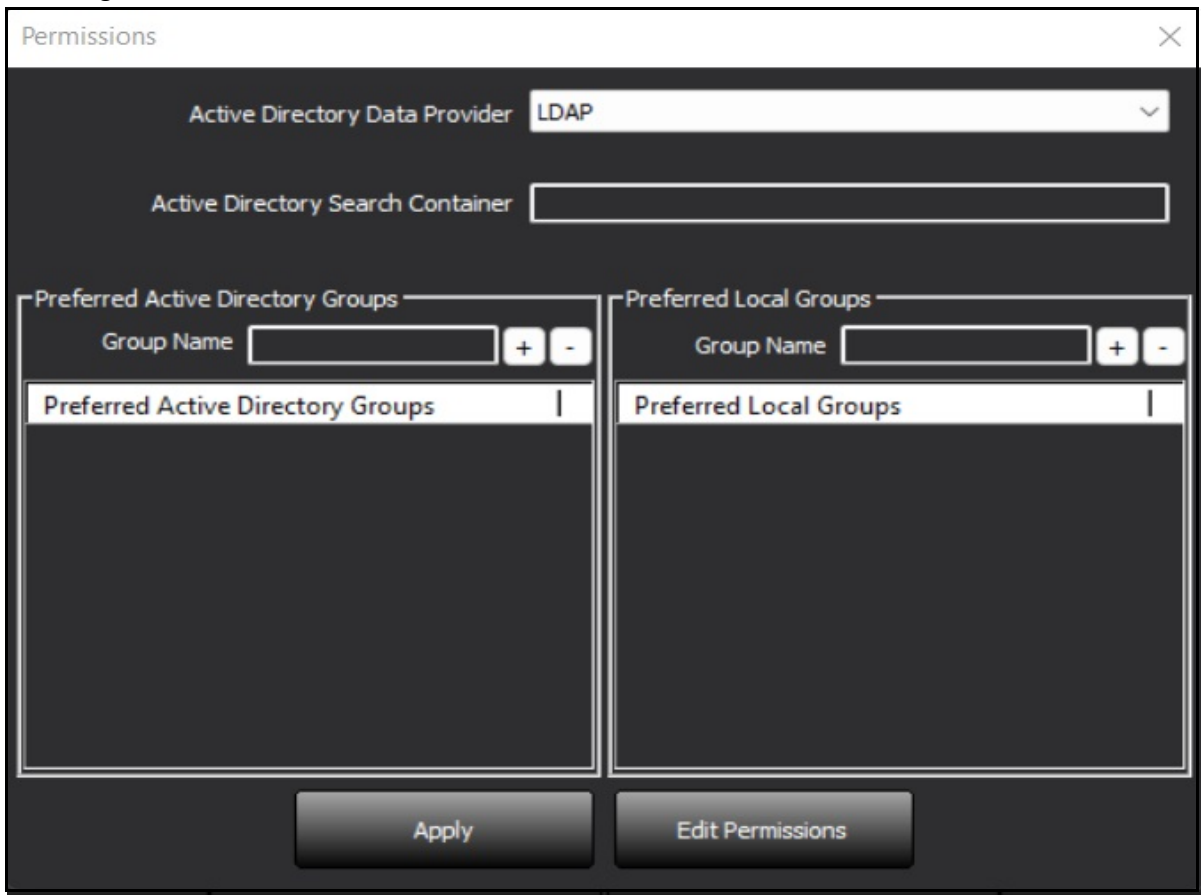 Permissions
Active Directory Data Provider LDAP
Active Directory Search Container
Preferred Active Directory Groups
Group Name + -
Preferred Active Directory Groups
Preferred Local Groups
Group Name + -
Preferred Local Groups
Apply
Edit Permissions